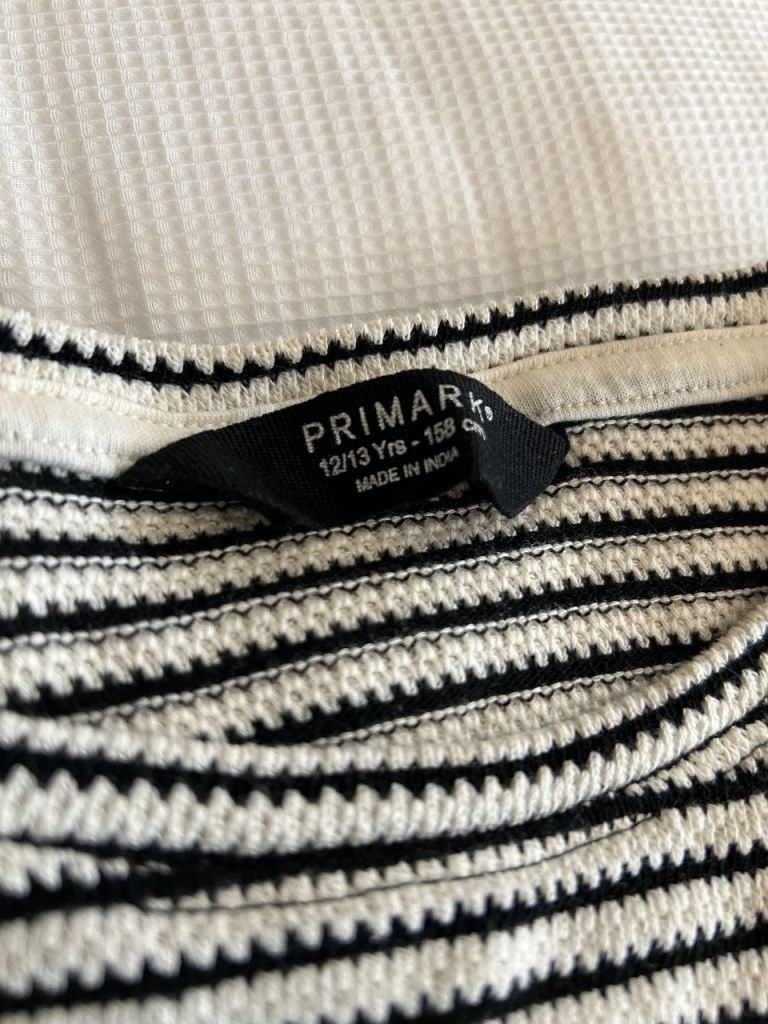 PRIMARK®
12/13 Yrs - 158 cm
MADE IN INDIA